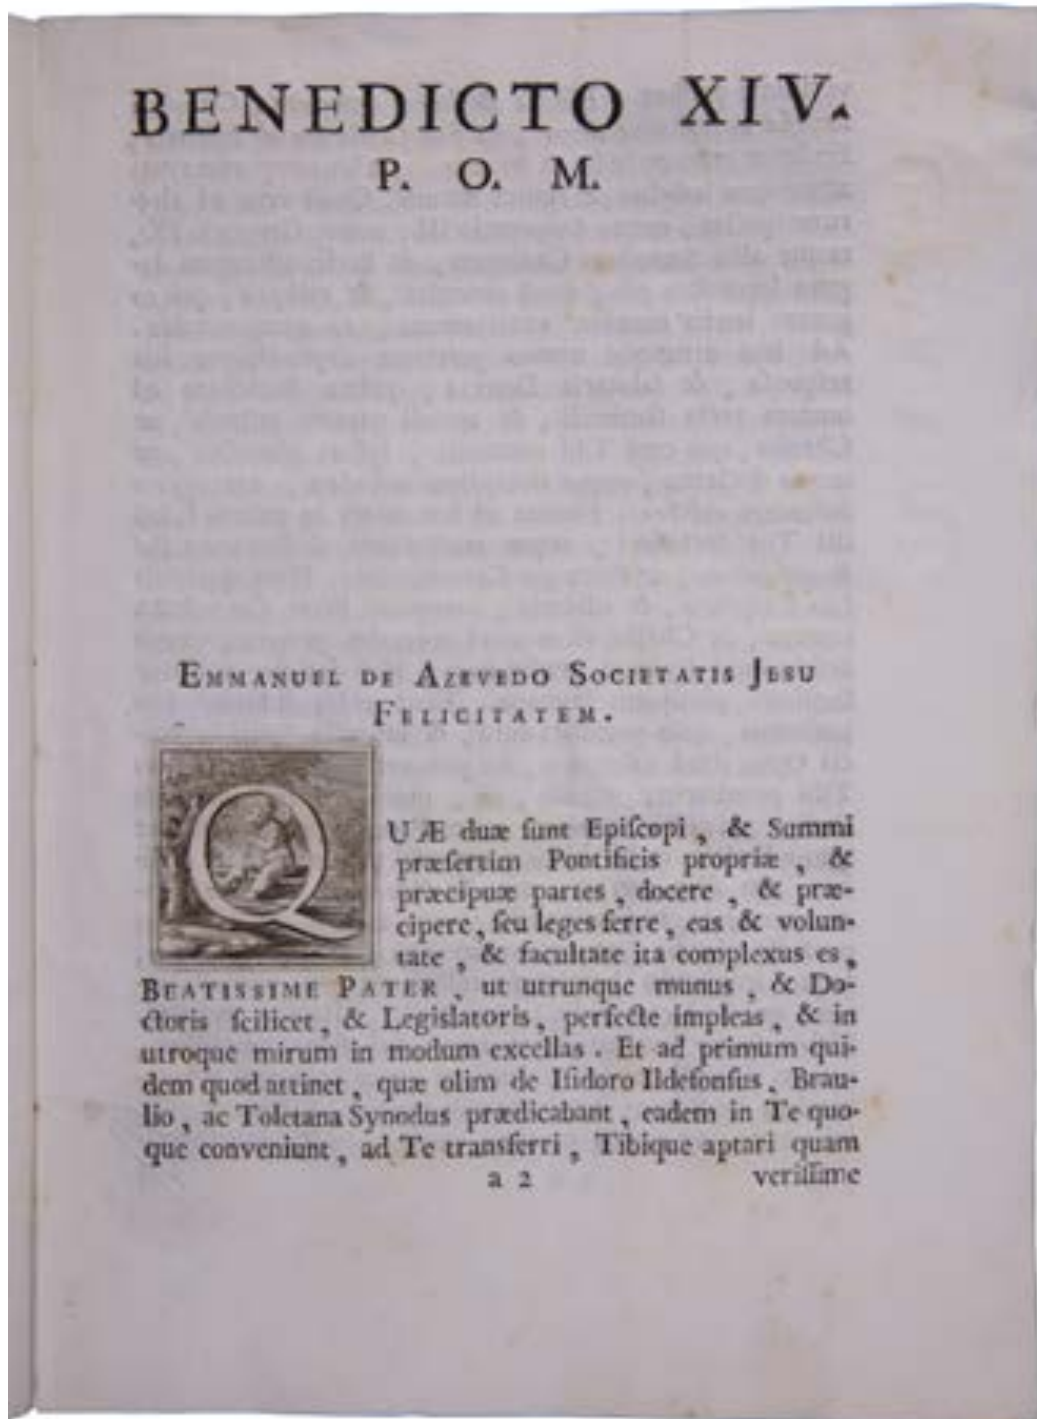 BENEDICTO XIV.
P. O. M.
EMMANUEL DE AZEVEDO SOCIETATIS JESU
FELICITATEM.
QUÆ duæ ſunt Epiſcopi , & Summi
præſertim Pontificis propriæ , &
præcipuæ partes , docere , & præ-
cipere , ſeu leges ferre , eas & volun-
tate , & facultate ita complexus es ,
BEATISSIME PATER , ut utrunque munus , & Do-
ctoris ſcilicet , & Legislatoris , perfecte impleas , & in
utroque mirum in modum excellas . Et ad primum qui-
dem quod attinet , quæ olim de Iſidoro Ildefonſus , Brau-
lio , ac Toletana Synodus prædicabant , eadem in Te quo-
que conveniunt , ad Te transferri , Tibique aptari quam
a 2 veriſſime